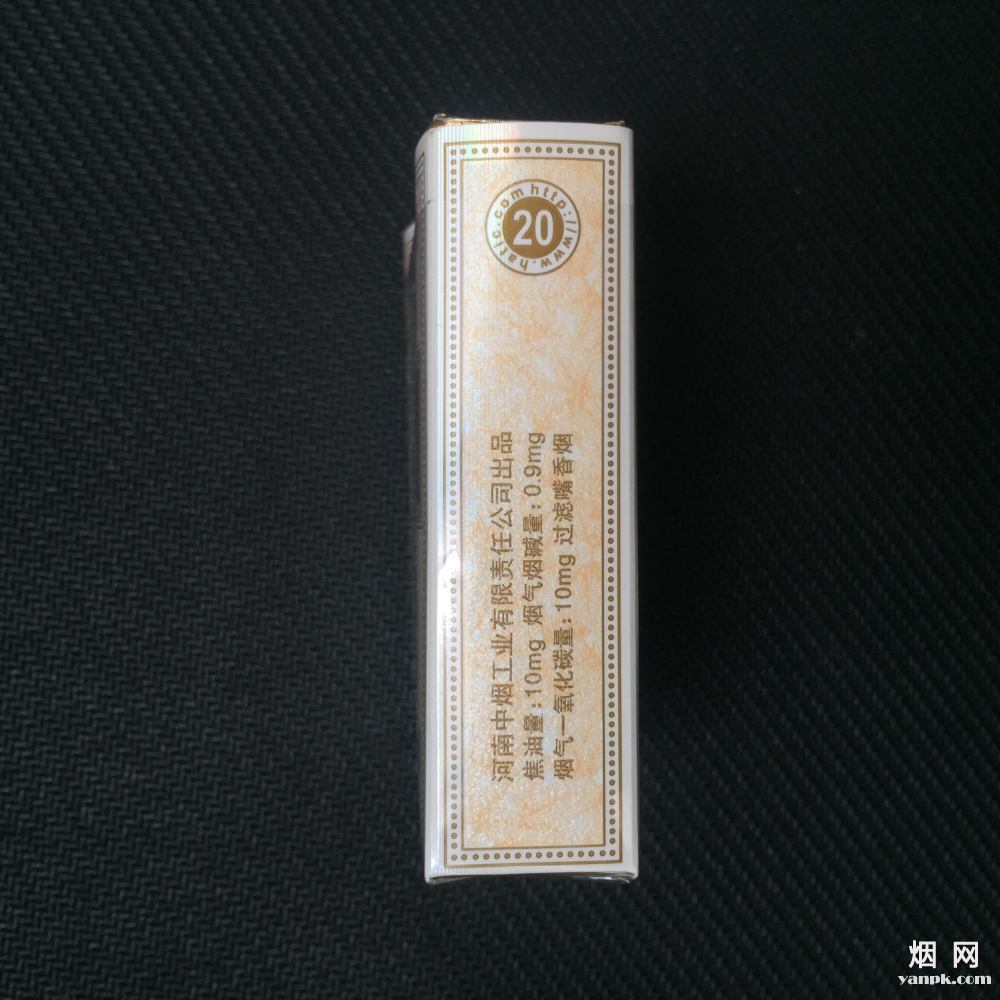 http://www.hatic.com
20
河南中烟工业有限责任公司出品
焦油量:10mg 烟气烟碱量:0.9mg
烟气一氧化碳量:10mg 过滤嘴香烟
烟网
yanpk.com